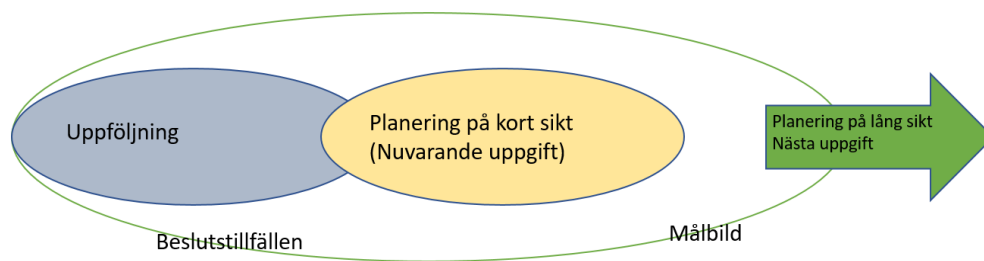 Uppföljning
Planering på kort sikt
(Nuvarande uppgift)
Planering på lång sikt
Nästa uppgift
Beslutstillfällen
Målbild